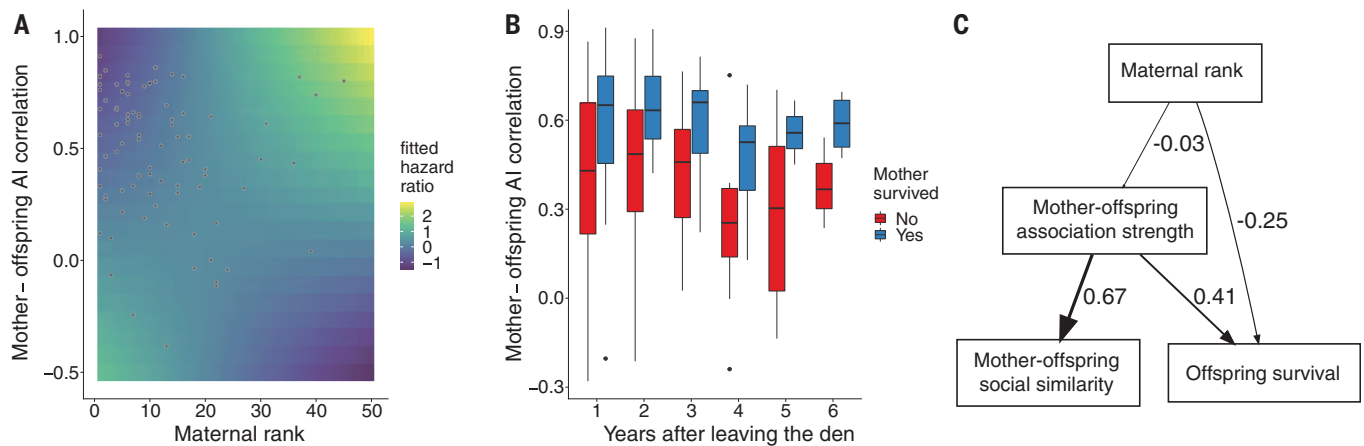 A
Mother – offspring AI correlation
1.0
0.5
0.0
−0.5
0 10 20 30 40 50
Maternal rank
fitted
hazard
ratio
2
1
0
−1
B
Mother – offspring AI correlation
0.9
0.6
0.3
0.0
−0.3
1 2 3 4 5 6
Years after leaving the den
Mother
survived
No
Yes
C
Maternal rank
-0.03
-0.25
Mother-offspring
association strength
0.67
0.41
Mother-offspring
social similarity
Offspring survival